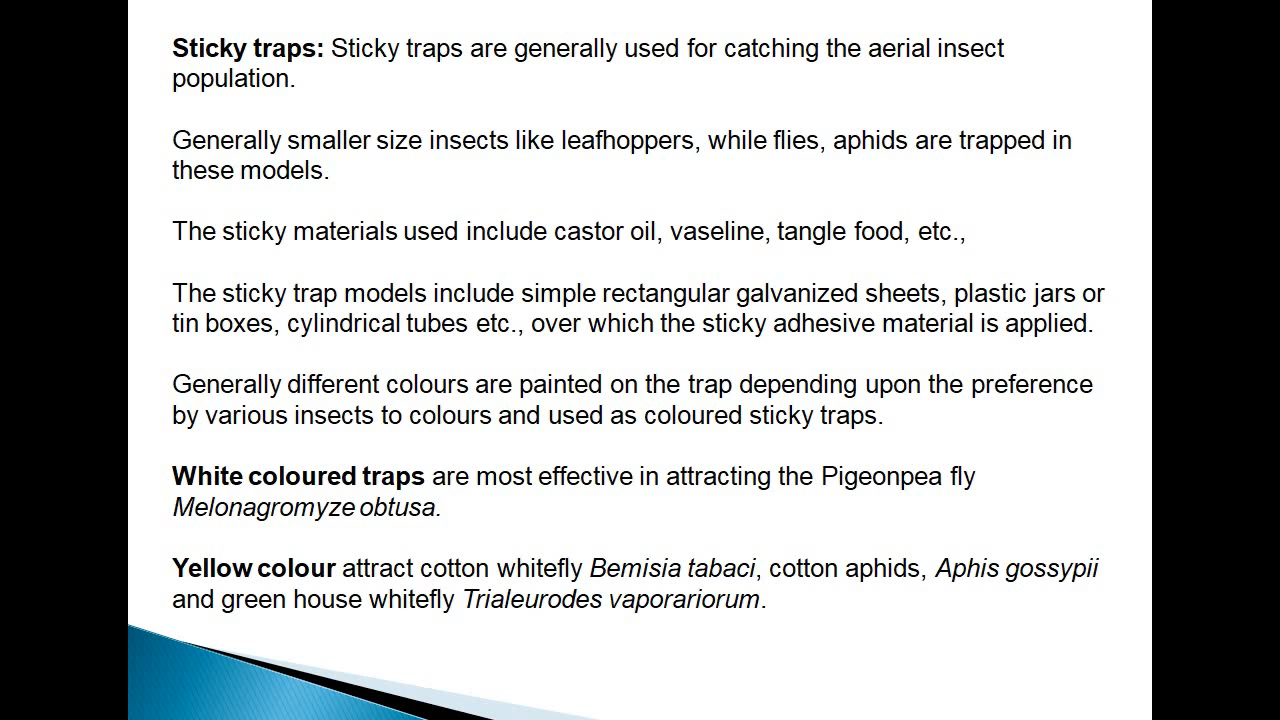 Sticky traps: Sticky traps are generally used for catching the aerial insect
population.
Generally smaller size insects like leafhoppers, while flies, aphids are trapped in
these models.
The sticky materials used include castor oil, vaseline, tangle food, etc.,
The sticky trap models include simple rectangular galvanized sheets, plastic jars or
tin boxes, cylindrical tubes etc., over which the sticky adhesive material is applied.
Generally different colours are painted on the trap depending upon the preference
by various insects to colours and used as coloured sticky traps.
White coloured traps are most effective in attracting the Pigeonpea fly
Melonagromyze obtusa.
Yellow colour attract cotton whitefly Bemisia tabaci, cotton aphids, Aphis gossypii
and green house whitefly Trialeurodes vaporariorum.